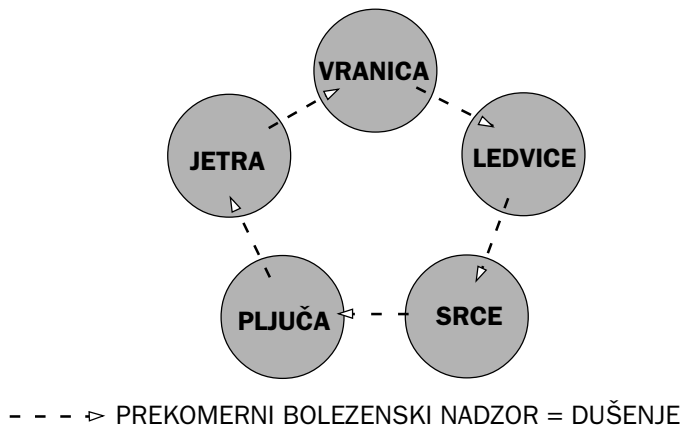 VRANICA
JETRA
LEDVICE
PLJUČA
SRCE
PREKOMERNI BOLEZENSKI NADZOR = DUŠENJE